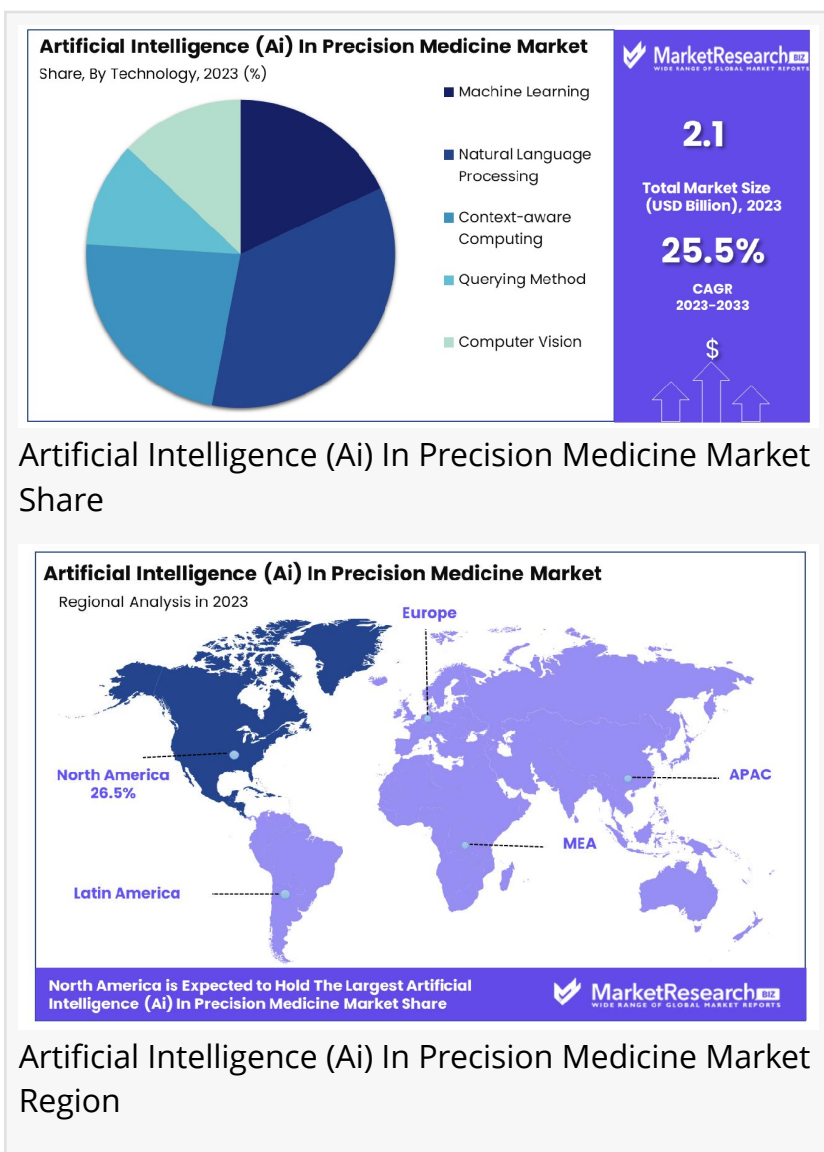 Artificial Intelligence (Ai) In Precision Medicine Market
Share, By Technology, 2023 (%)
Machine Learning
Natural Language
Processing
Context-aware
Computing
Querying Method
Computer Vision
MarketResearch BIZ
WIDE RANGE OF GLOBAL MARKET REPORTS
2.1
Total Market Size
(USD Billion), 2023
25.5%
CAGR
2023-2033
$
Artificial Intelligence (Ai) In Precision Medicine Market
Share
Artificial Intelligence (Ai) In Precision Medicine Market
Regional Analysis in 2023
Europe
North America
26.5%
APAC
MEA
Latin America
North America is Expected to Hold The Largest Artificial
Intelligence (Ai) In Precision Medicine Market Share
MarketResearch BIZ
WIDE RANGE OF GLOBAL MARKET REPORTS
Artificial Intelligence (Ai) In Precision Medicine Market
Region